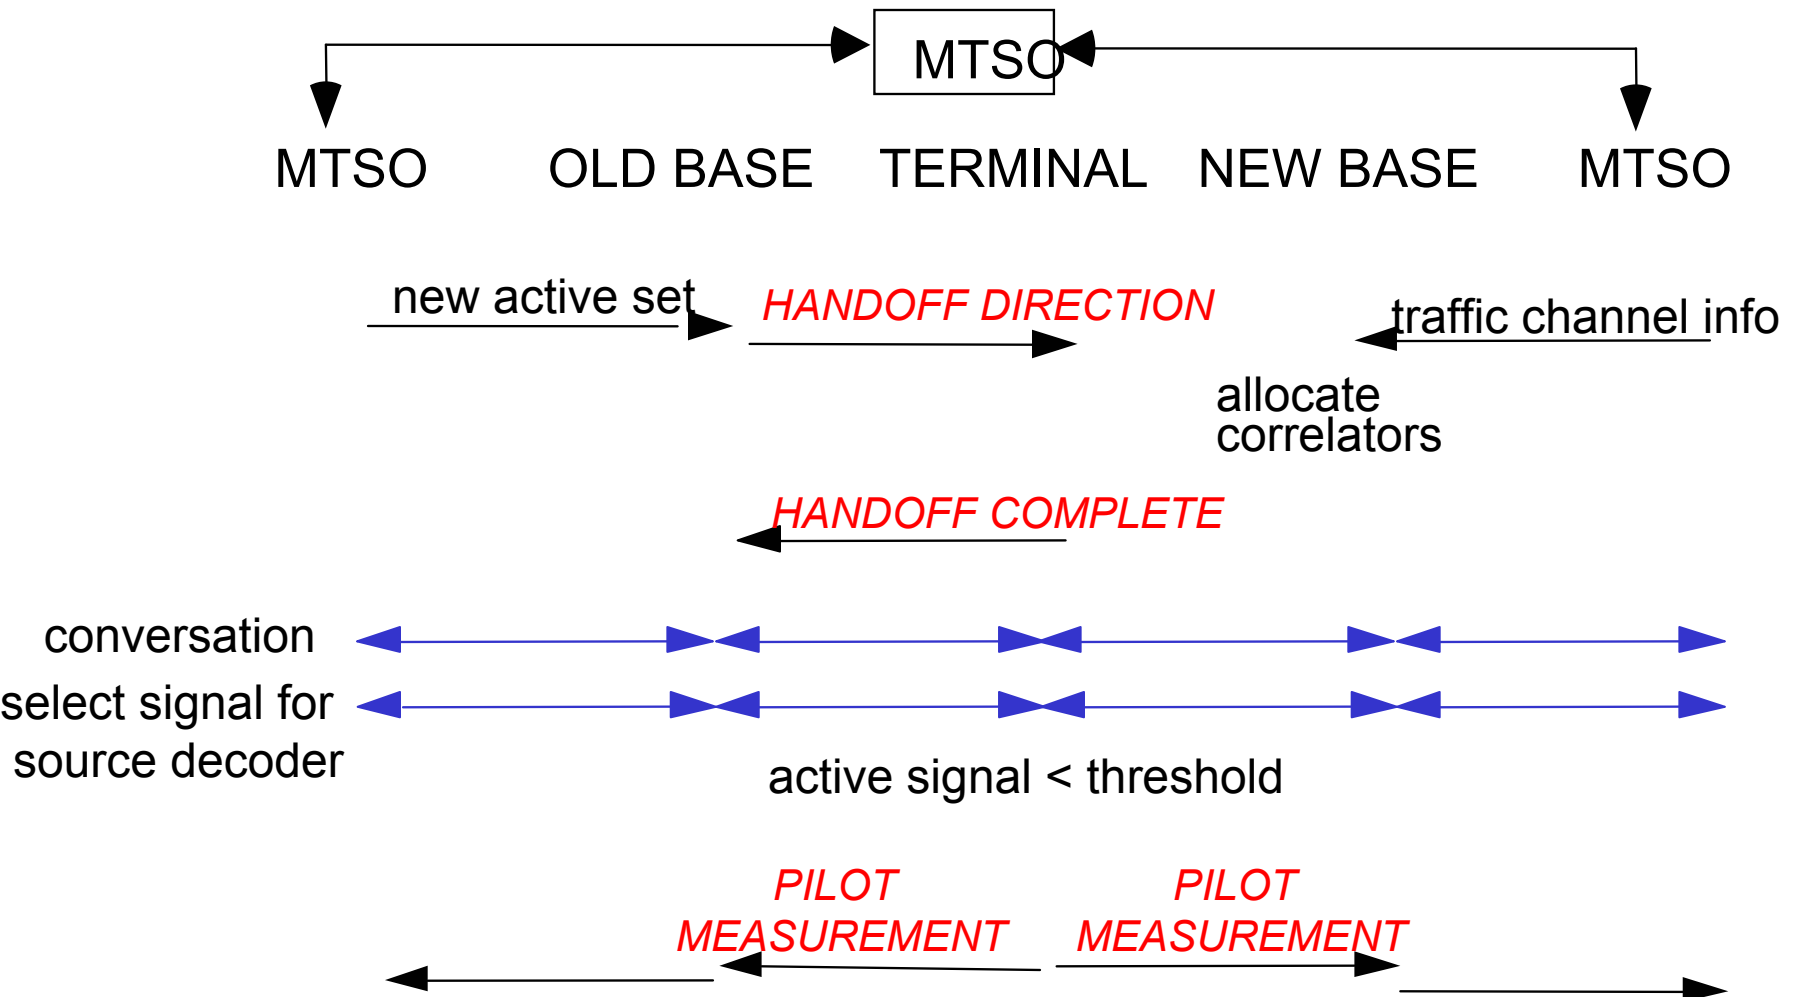 MTSO
MTSO OLD BASE TERMINAL NEW BASE MTSO
new active set
HANDOFF DIRECTION
traffic channel info
allocate
correlators
HANDOFF COMPLETE
conversation
select signal for
source decoder
active signal < threshold
PILOT
MEASUREMENT
PILOT
MEASUREMENT